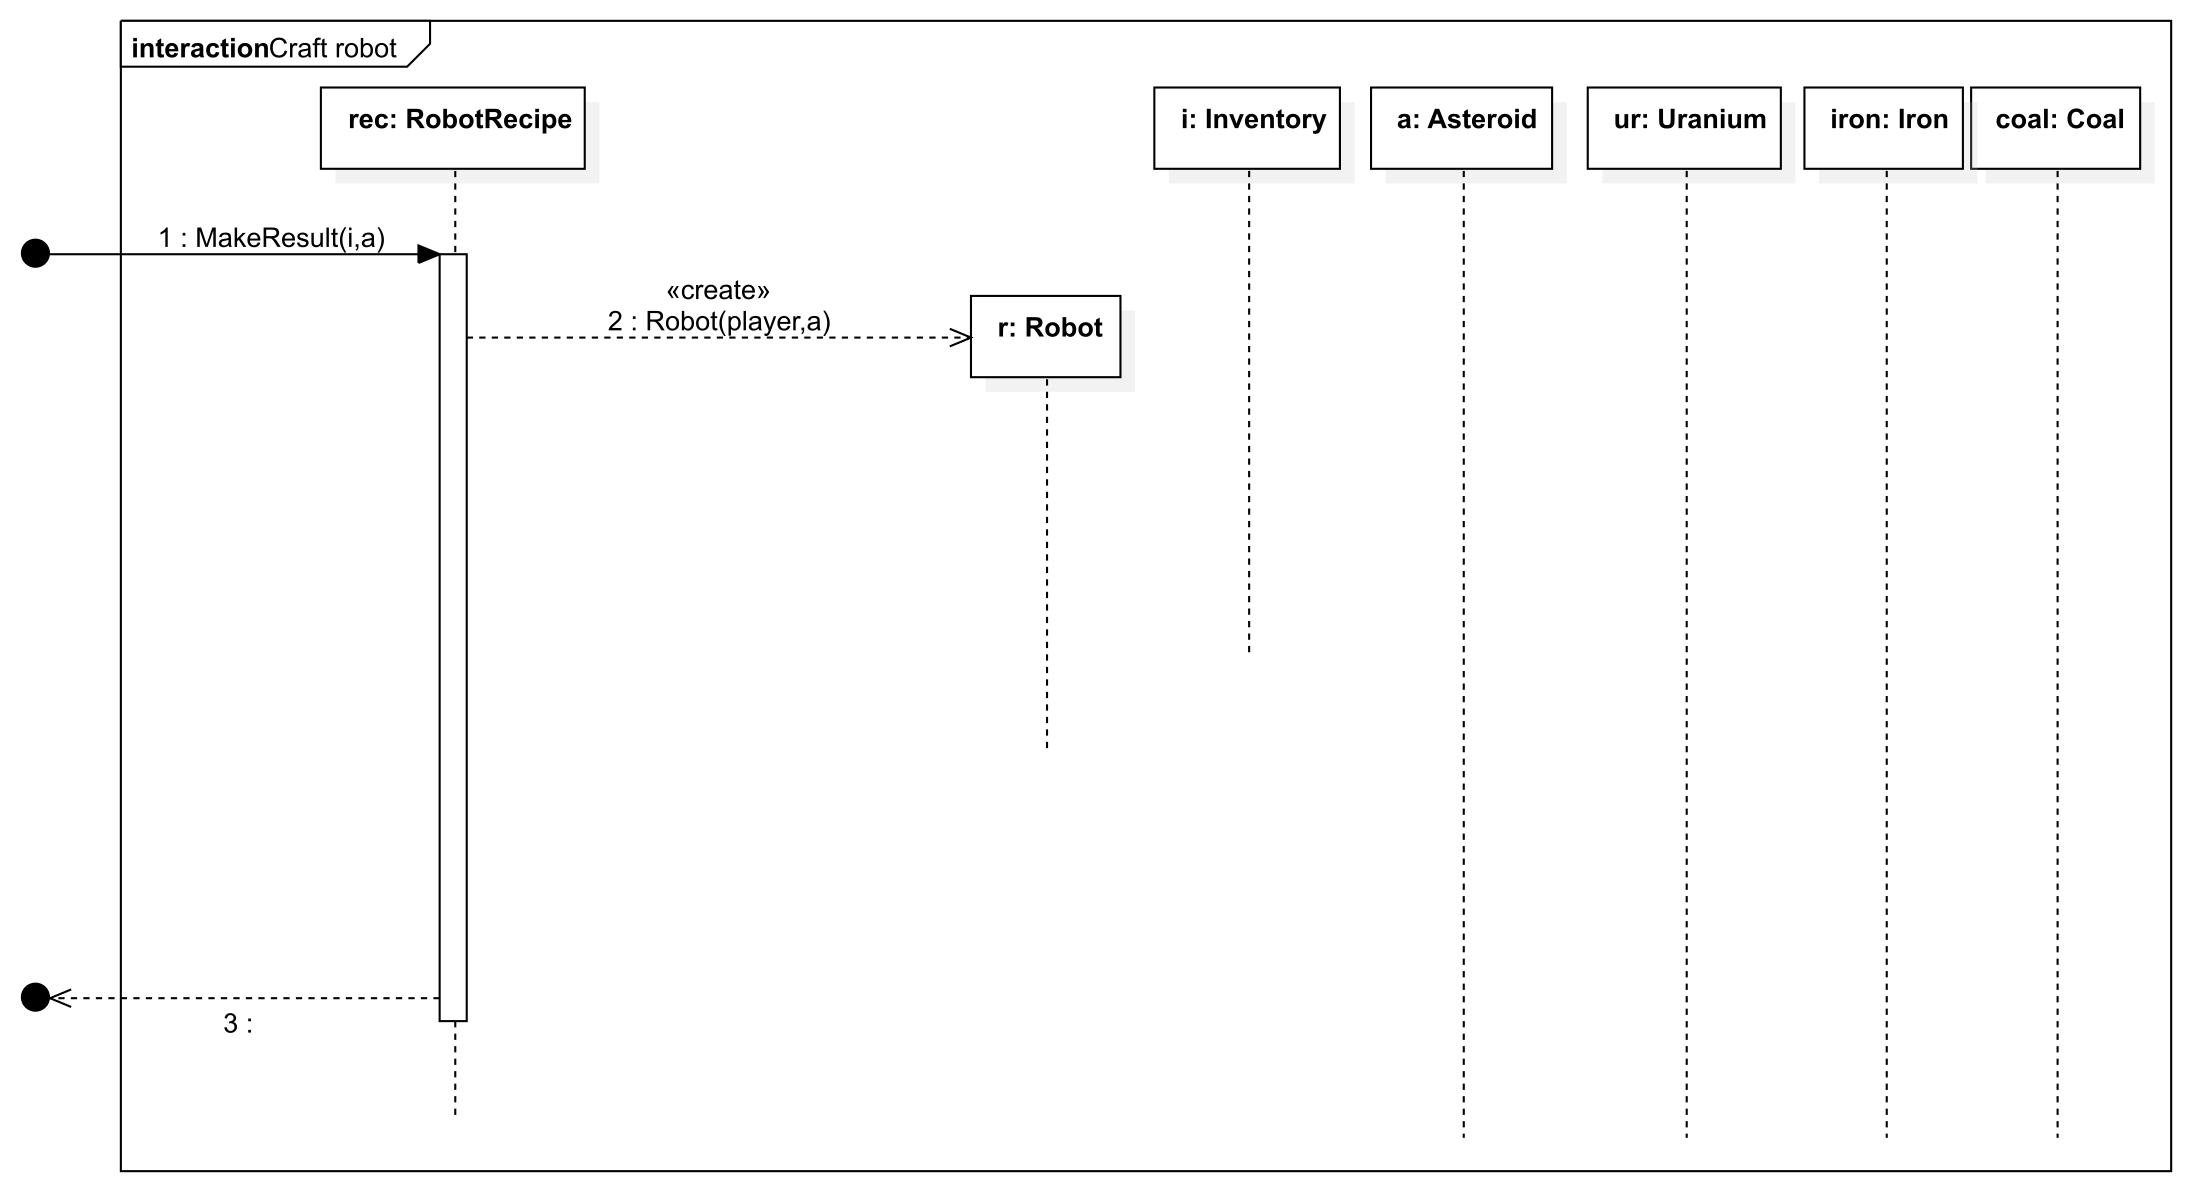 interactionCraft robot
rec: RobotRecipe
i: Inventory
a: Asteroid
ur: Uranium
iron: Iron
coal: Coal
1 : MakeResult(i,a)
«create»
2 : Robot(player,a)
r: Robot
3 :